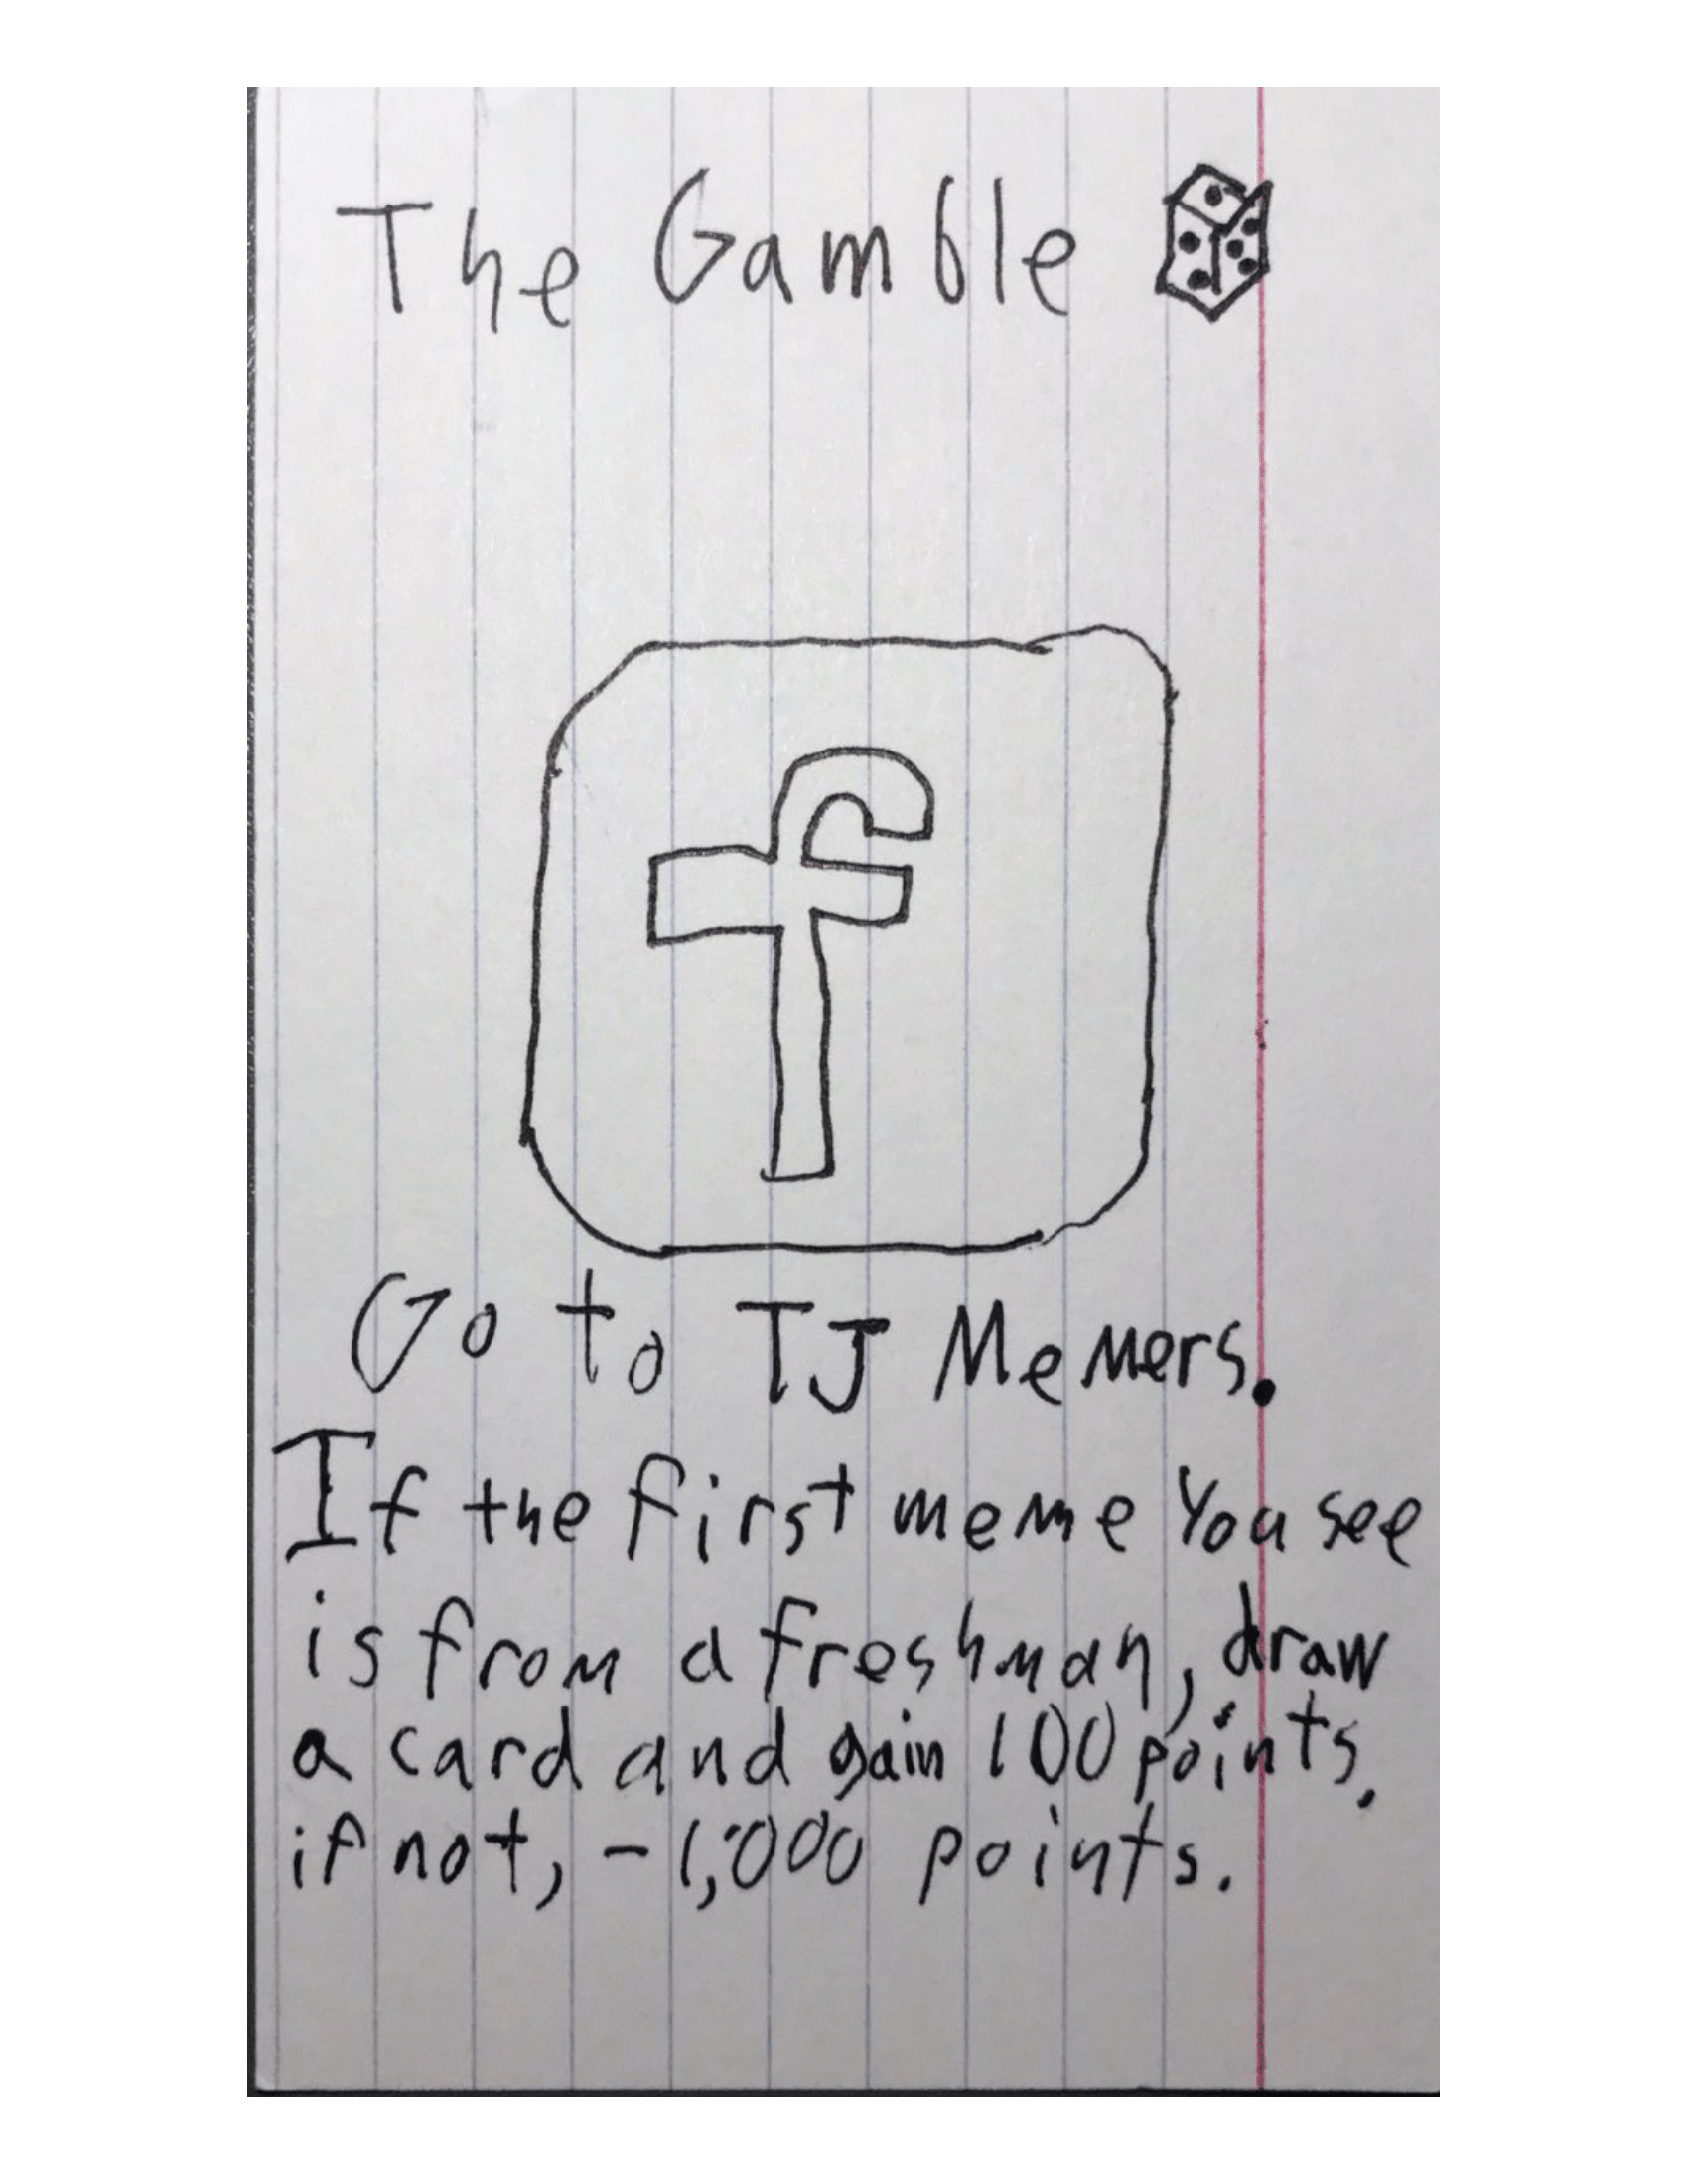 The Gamble
f
Go to TJ Memers.
If the first meme you see
is from a freshman, draw
a card and gain 100 points.
if not, -1,000 points.